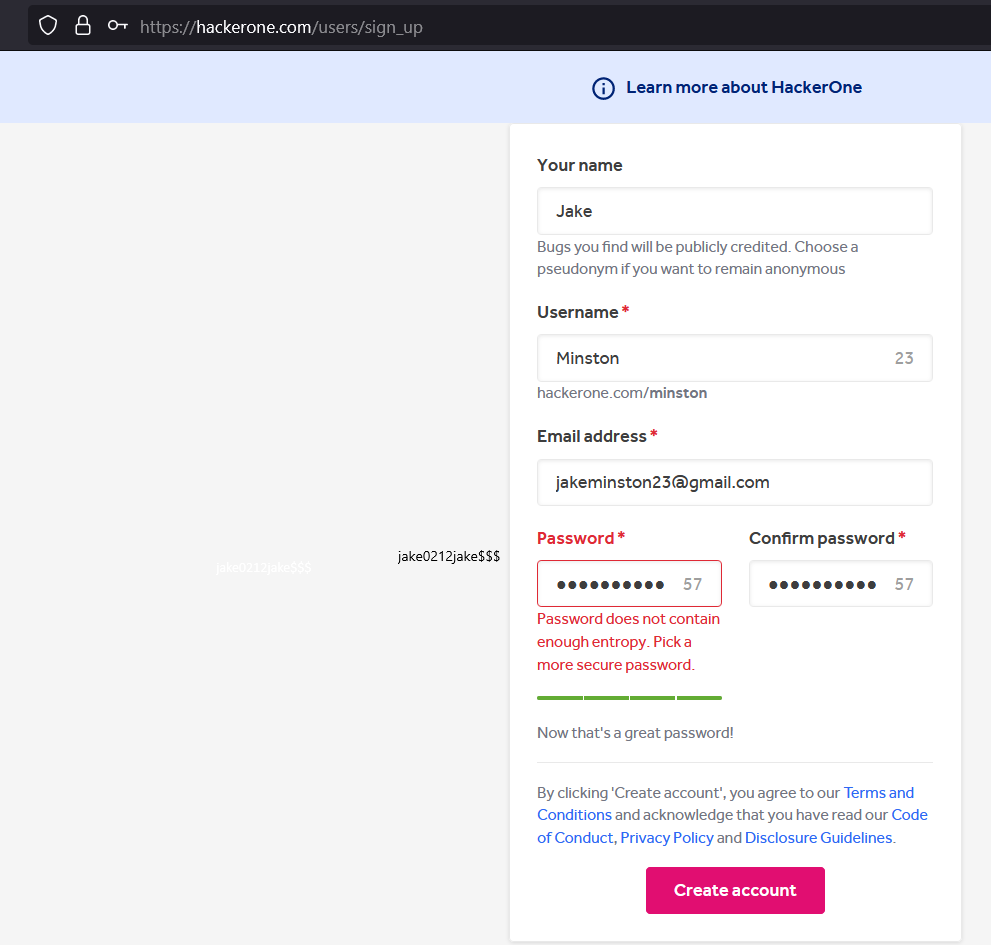 https://hackerone.com/users/sign_up
Learn more about HackerOne
Your name
Jake
Bugs you find will be publicly credited. Choose a
pseudonym if you want to remain anonymous
Username *
Minston 23
hackerone.com/minston
Email address *
jakeminston23@gmail.com
Password * Confirm password *
•••••••••• 57 •••••••••• 57
jake0212jake$$$
jake0212jake$$$
Password does not contain
enough entropy. Pick a
more secure password.
Now that's a great password!
By clicking 'Create account', you agree to our Terms and
Conditions and acknowledge that you have read our Code
of Conduct, Privacy Policy and Disclosure Guidelines.
Create account